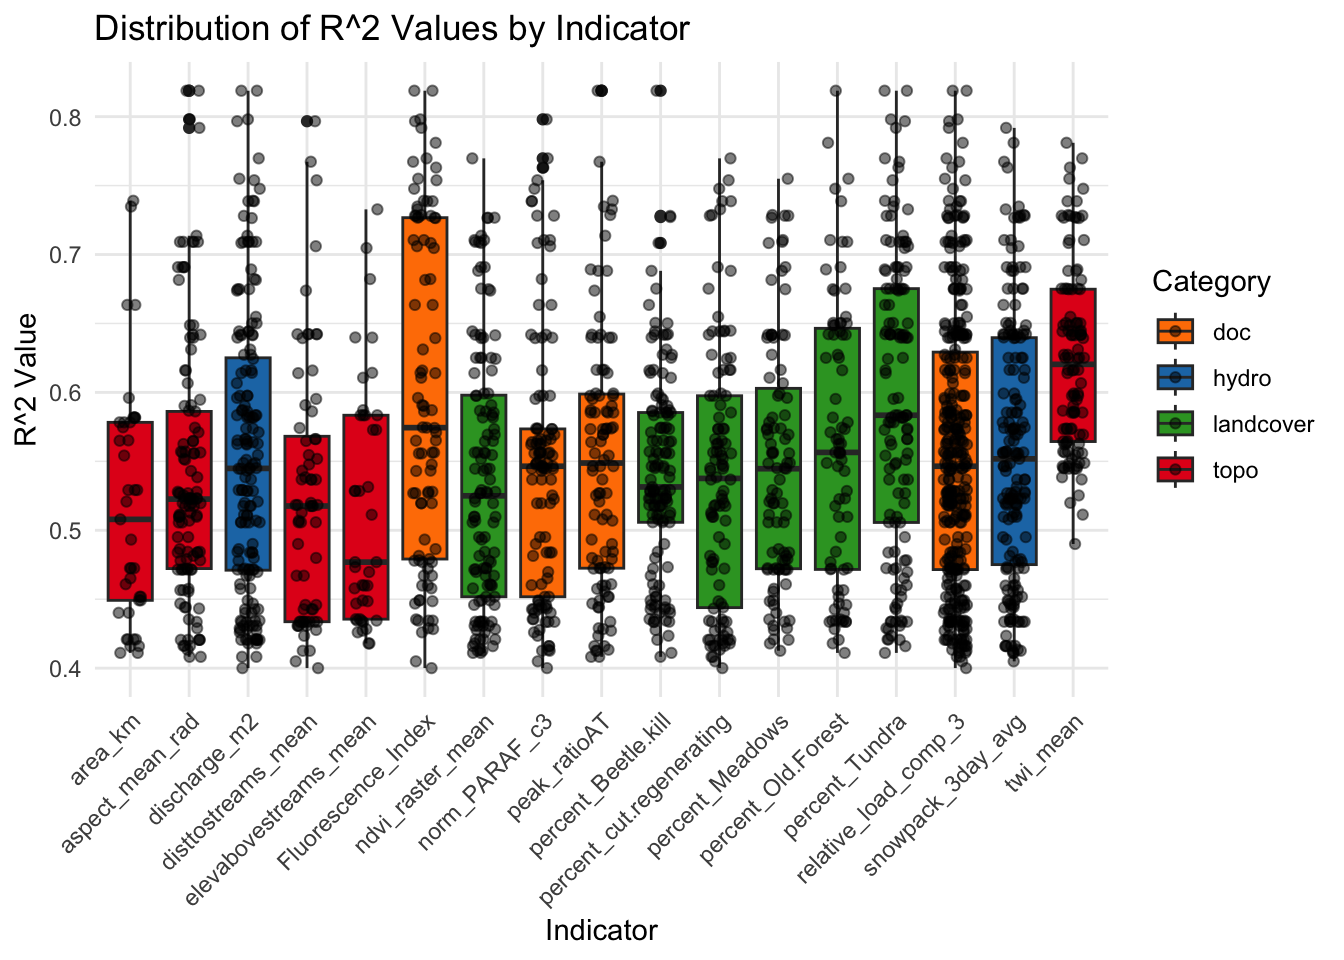 Distribution of R^2 Values by Indicator
R^2 Value
0.8
0.7
0.6
0.5
0.4
area_km
aspect_mean_rad
discharge_m2
disttostreams_mean
elevabovestreams_mean
Fluorescence_Index
ndvi_raster_mean
norm_PARAF_c3
peak_ratioAT
percent_Beetle.kill
percent_cut.regenerating
percent_Meadows
percent_Old.Forest
percent_Tundra
relative_load_comp_3
snowpack_3day_avg
twi_mean
Indicator
Category
doc
hydro
landcover
topo